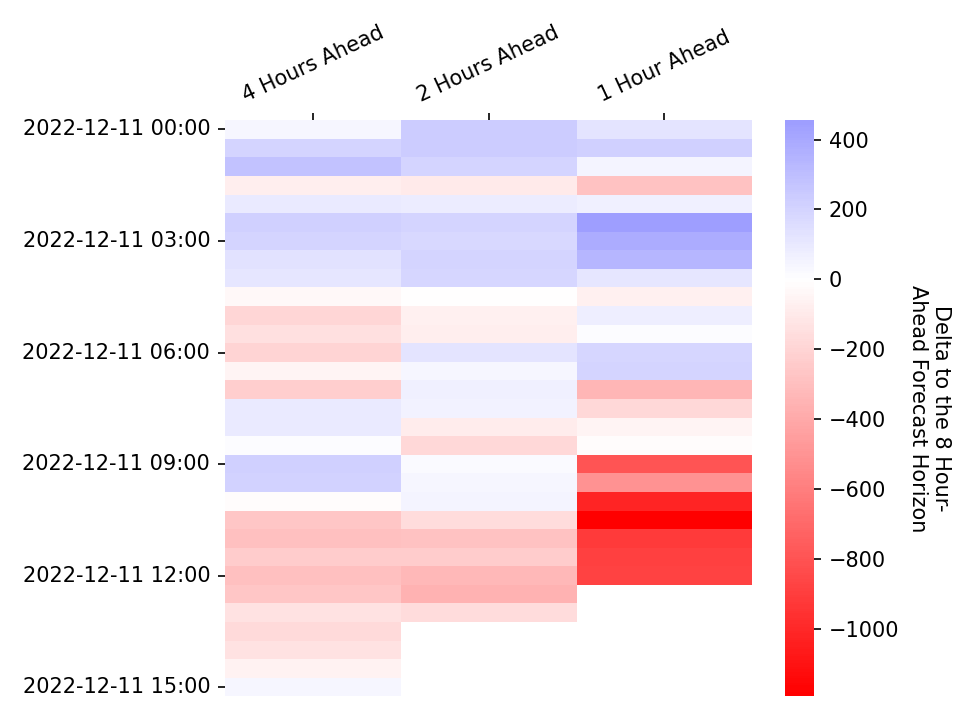 4 Hours Ahead
2 Hours Ahead
1 Hour Ahead
2022-12-11 00:00
2022-12-11 03:00
2022-12-11 06:00
2022-12-11 09:00
2022-12-11 12:00
2022-12-11 15:00
400
200
0
−200
−400
−600
−800
−1000
Delta to the 8 Hour-
Ahead Forecast Horizon